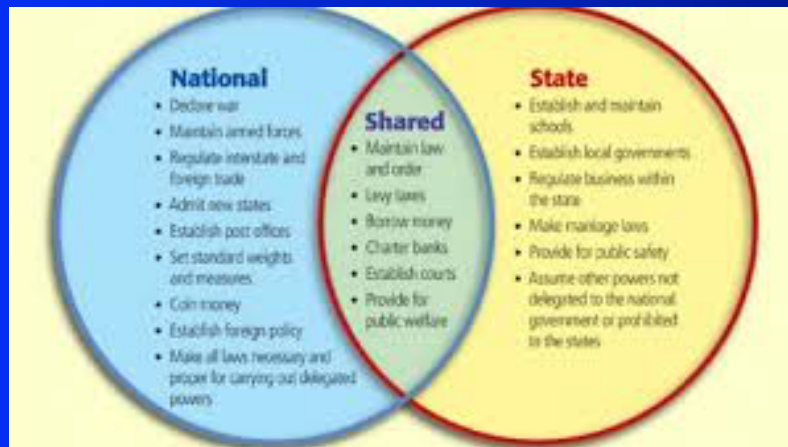 National
• Declare war
• Maintain armed forces
• Regulate interstate and
foreign trade
• Admit new states
• Establish post offices
• Set standard weights
and measures
• Coin money
• Establish foreign policy
• Make all laws necessary and
proper for carrying out delegated
powers
Shared
• Maintain law
and order
• Levy taxes
• Borrow money
• Charter banks
• Establish courts
• Provide for
public welfare
State
• Establish and maintain
schools
• Establish local governments
• Regulate business within
the state
• Make marriage laws
• Provide for public safety
• Assume other powers not
delegated to the national
government or prohibited
to the states